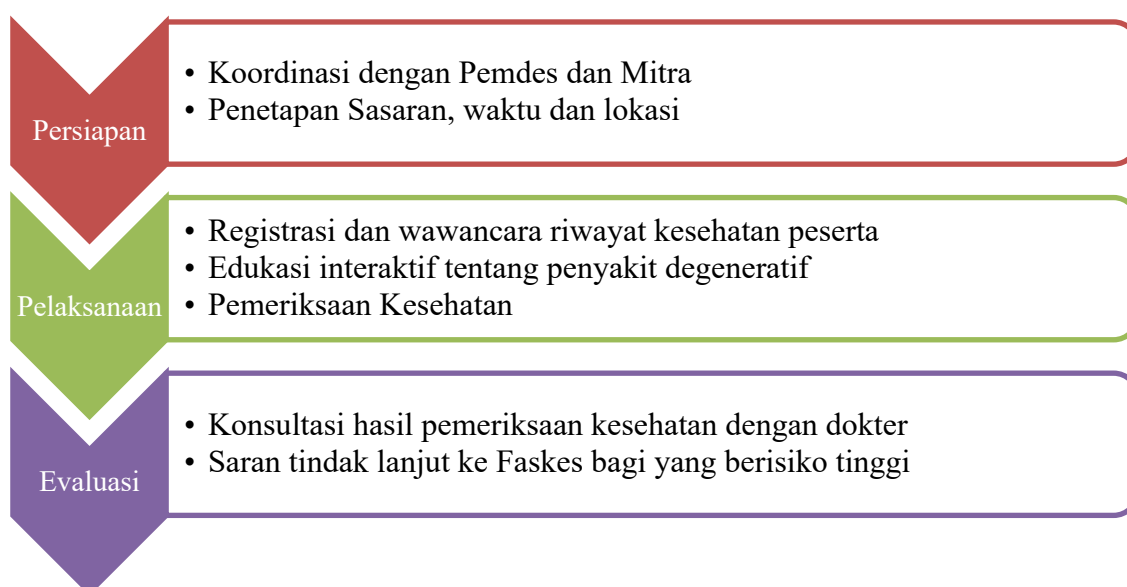 Persiapan
• Koordinasi dengan Pemdes dan Mitra
• Penetapan Sasaran, waktu dan lokasi
Pelaksanaan
• Registrasi dan wawancara riwayat kesehatan peserta
• Edukasi interaktif tentang penyakit degeneratif
• Pemeriksaan Kesehatan
Evaluasi
• Konsultasi hasil pemeriksaan kesehatan dengan dokter
• Saran tindak lanjut ke Faskes bagi yang berisiko tinggi